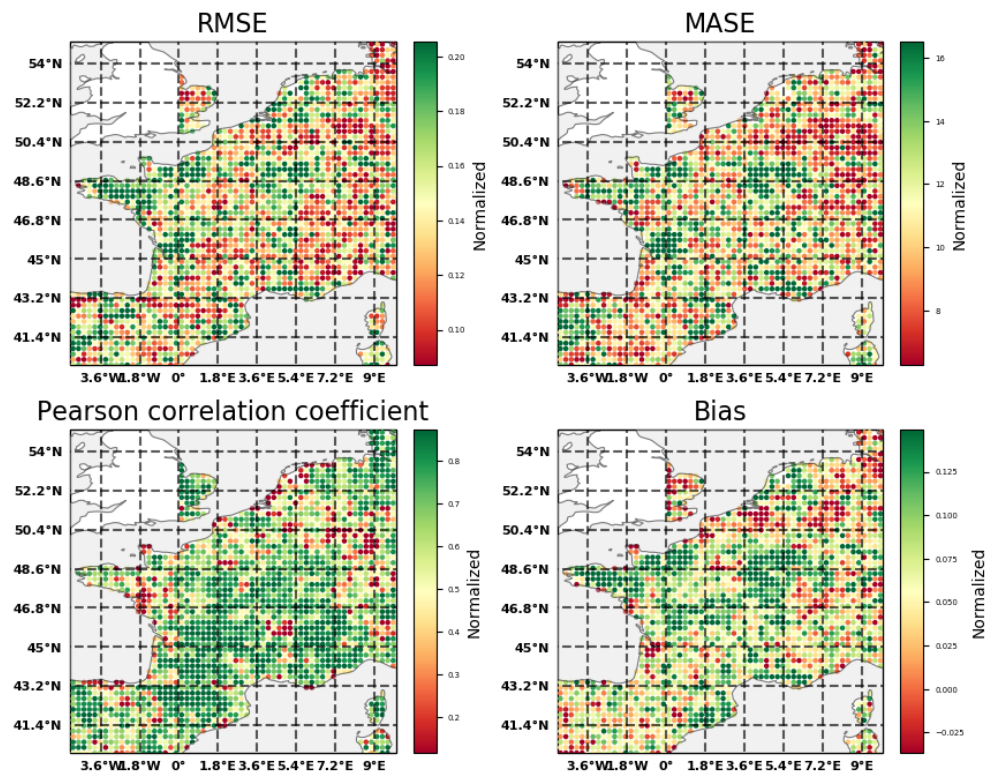 RMSE
54°N
52.2°N
50.4°N
48.6°N
46.8°N
45°N
43.2°N
41.4°N
3.6°W1.8°W 0° 1.8°E 3.6°E 5.4°E 7.2°E 9°E
0.20
0.18
0.16
0.14
0.12
0.10
Normalized
MASE
54°N
52.2°N
50.4°N
48.6°N
46.8°N
45°N
43.2°N
41.4°N
3.6°W1.8°W 0° 1.8°E 3.6°E 5.4°E 7.2°E 9°E
16
14
12
10
8
Normalized
Pearson correlation coefficient
54°N
52.2°N
50.4°N
48.6°N
46.8°N
45°N
43.2°N
41.4°N
3.6°W1.8°W 0° 1.8°E 3.6°E 5.4°E 7.2°E 9°E
0.8
0.7
0.6
0.5
0.4
0.3
0.2
Normalized
Bias
54°N
52.2°N
50.4°N
48.6°N
46.8°N
45°N
43.2°N
41.4°N
3.6°W1.8°W 0° 1.8°E 3.6°E 5.4°E 7.2°E 9°E
0.125
0.100
0.075
0.050
0.025
0.000
−0.025
Normalized